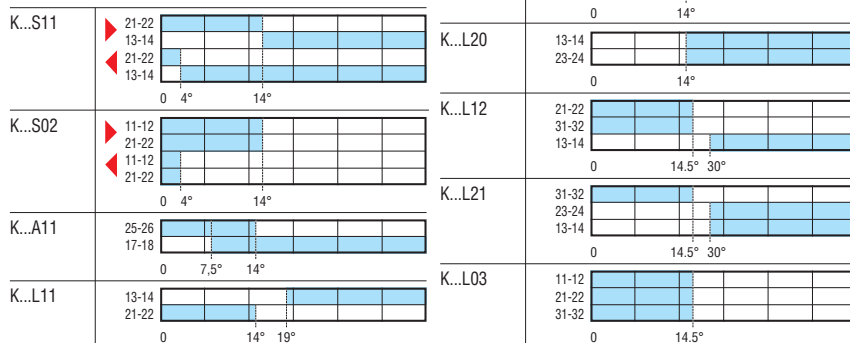 K...S11
21-22
13-14
21-22
13-14
0 4° 14°
K...S02
11-12
21-22
11-12
21-22
0 4° 14°
K...A11
25-26
17-18
0 7,5° 14°
K...L11
13-14
21-22
0 14° 19°
0 14°
K...L20
13-14
23-24
0 14°
K...L12
21-22
31-32
13-14
0 14.5° 30°
K...L21
31-32
23-24
13-14
0 14.5° 30°
K...L03
11-12
21-22
31-32
0 14.5°